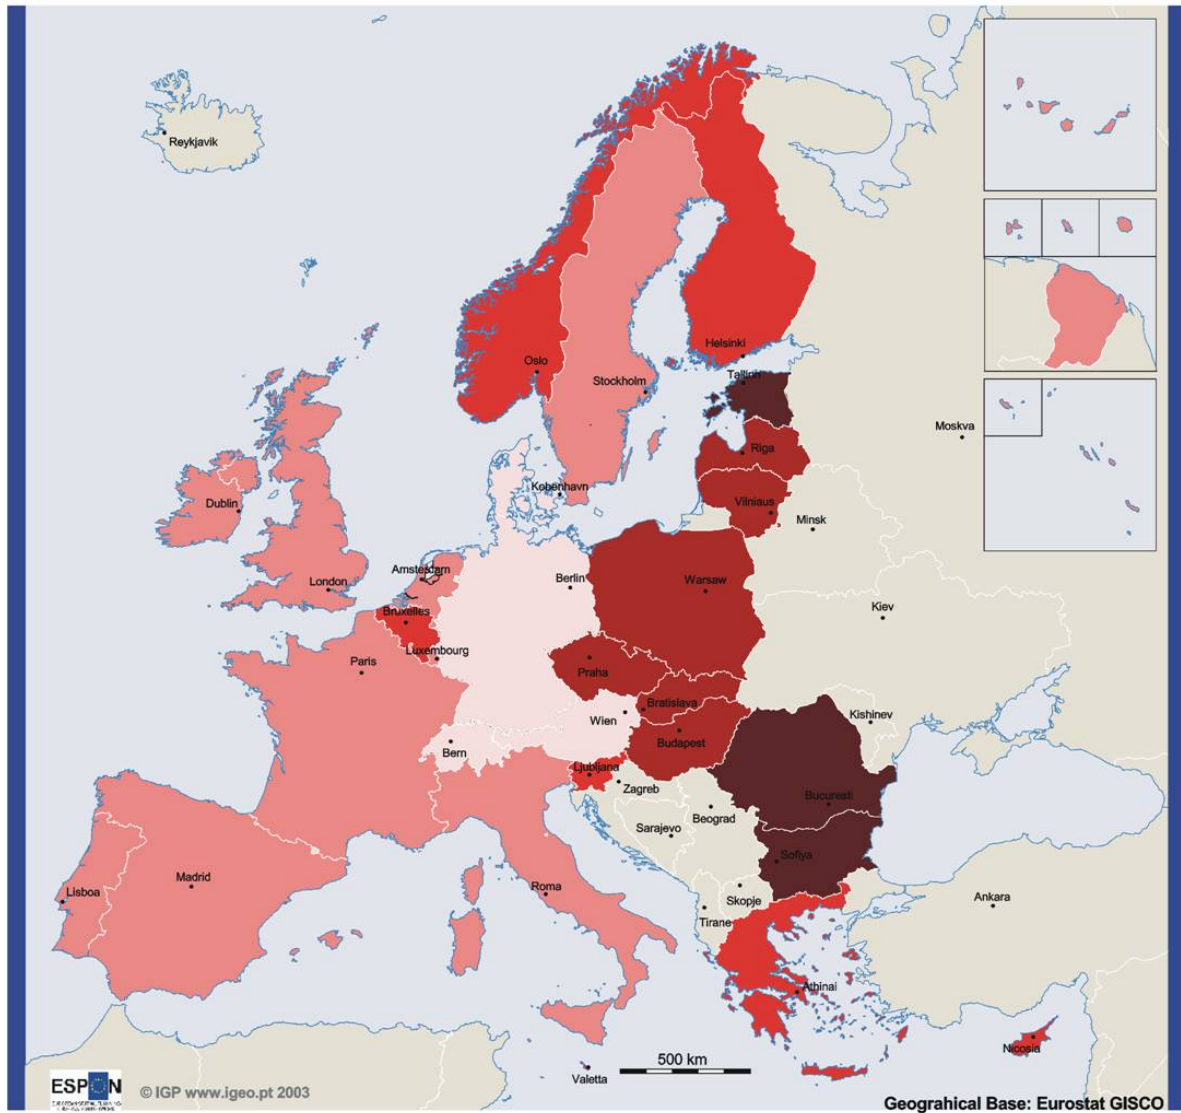 Reykjavik
Helsinki
Oslo
Tallinn
Stockholm
Moskva
Riga
Kobenhavn
Vilniaus
Dublin
Minsk
Amsterdam
Berlin
London
Warsaw
Bruxelles
Kiev
Luxembourg
Paris
Praha
Bratislava
Wien
Kishinev
Budapest
Bern
Ljubljana
Zagreb
Bucuresti
Beograd
Sarajevo
Sofiya
Madrid
Lisboa
Roma
Skopje
Ankara
Tirane
Athinai
Nicosia
500 km
Valetta
ESPON
© IGP www.igeo.pt 2003
Geograhical Base: Eurostat GISCO